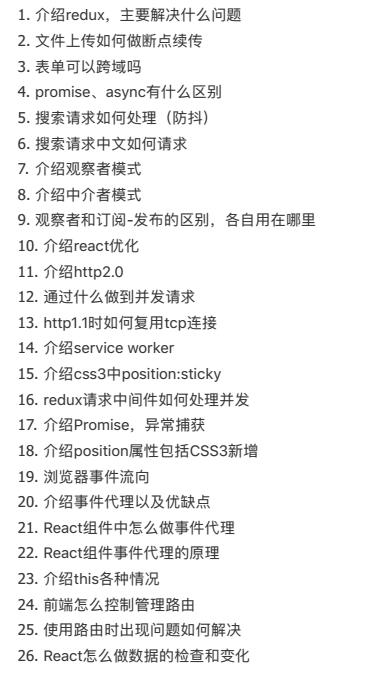 1. 介绍redux，主要解决什么问题
2. 文件上传如何做断点续传
3. 表单可以跨域吗
4. promise、async有什么区别
5. 搜索请求如何处理（防抖）
6. 搜索请求中文如何请求
7. 介绍观察者模式
8. 介绍中介者模式
9. 观察者和订阅-发布的区别，各自用在哪里
10. 介绍react优化
11. 介绍http2.0
12. 通过什么做到并发请求
13. http1.1时如何复用tcp连接
14. 介绍service worker
15. 介绍css3中position:sticky
16. redux请求中间件如何处理并发
17. 介绍Promise，异常捕获
18. 介绍position属性包括CSS3新增
19. 浏览器事件流向
20. 介绍事件代理以及优缺点
21. React组件中怎么做事件代理
22. React组件事件代理的原理
23. 介绍this各种情况
24. 前端怎么控制管理路由
25. 使用路由时出现问题如何解决
26. React怎么做数据的检查和变化